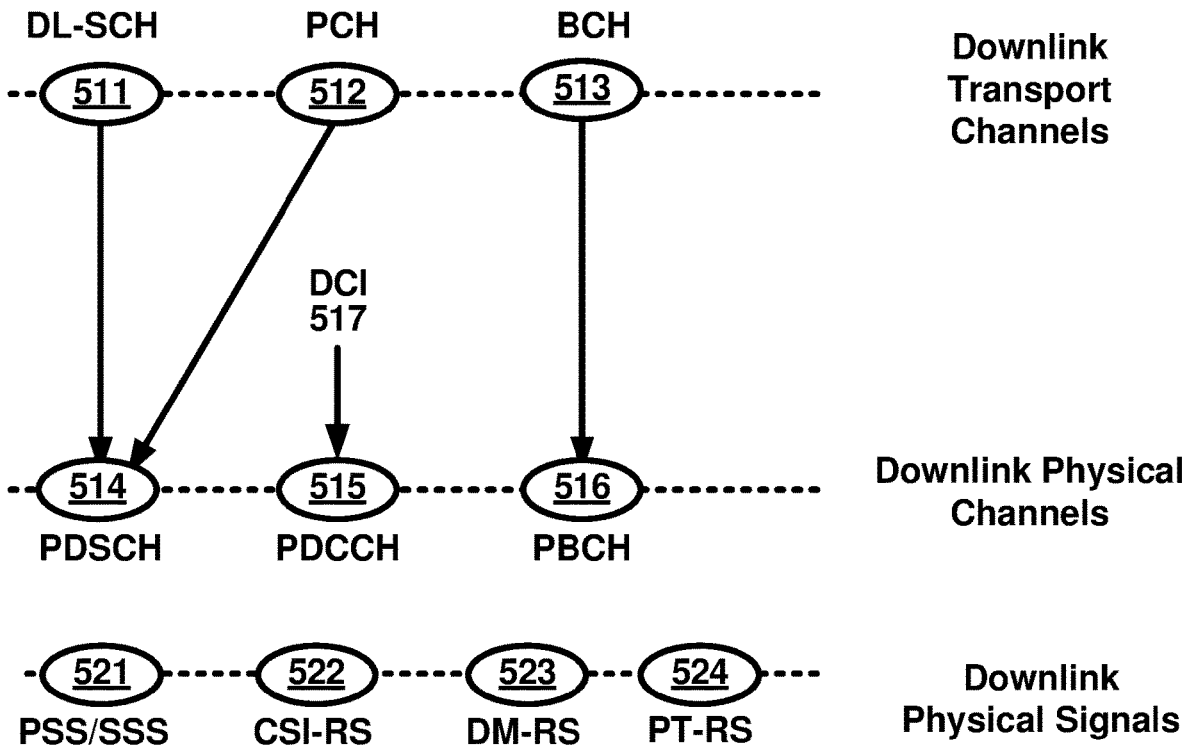 DL-SCH PCH BCH
511 512 513
Downlink
Transport
Channels
DCI
517
514 515 516
PDSCH PDCCH PBCH
Downlink Physical
Channels
521 522 523 524
PSS/SSS CSI-RS DM-RS PT-RS
Downlink
Physical Signals